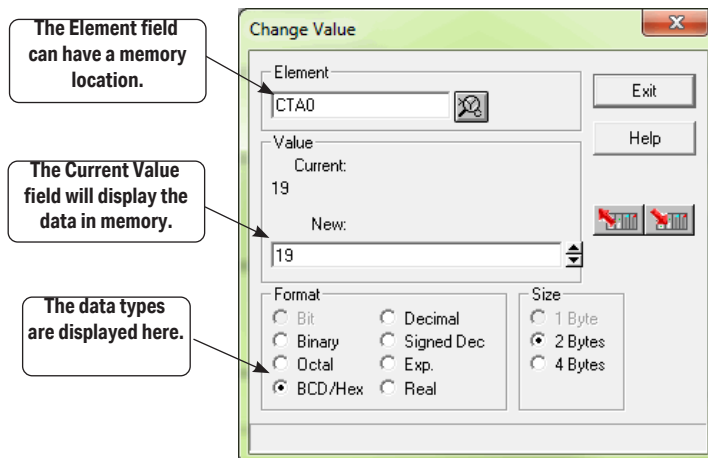 The Element field
can have a memory
location.
The Current Value
field will display the
data in memory.
The data types
are displayed here.
Change Value
x
Element
CTA0
Exit
Help
Value
Current:
19
New:
19
Format
Bit
Decimal
Binary
Signed Dec
Octal
Exp.
BCD/Hex
Real
Size
1 Byte
2 Bytes
4 Bytes